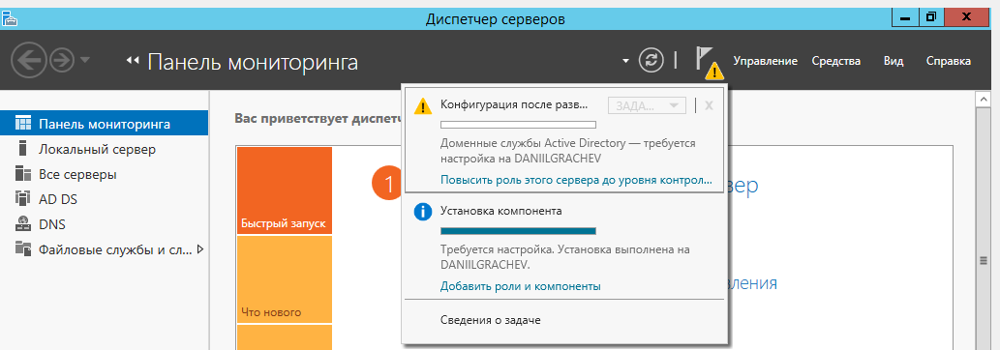 Диспетчер серверов
Панель мониторинга
Управление Средства Вид Справка
Панель мониторинга
Локальный сервер
Все серверы
AD DS
DNS
Файловые службы и сл...
Вас приветствует диспетч
Быстрый запуск
Что нового
1
Конфигурация после разв... ЗАДА... x
Доменные службы Active Directory — требуется
настройка на DANIILGRACHEV
Повысить роль этого сервера до уровня контрол...
Установка компонента
Требуется настройка. Установка выполнена на
DANIILGRACHEV.
Добавить роли и компоненты
Сведения о задаче
вер
вления